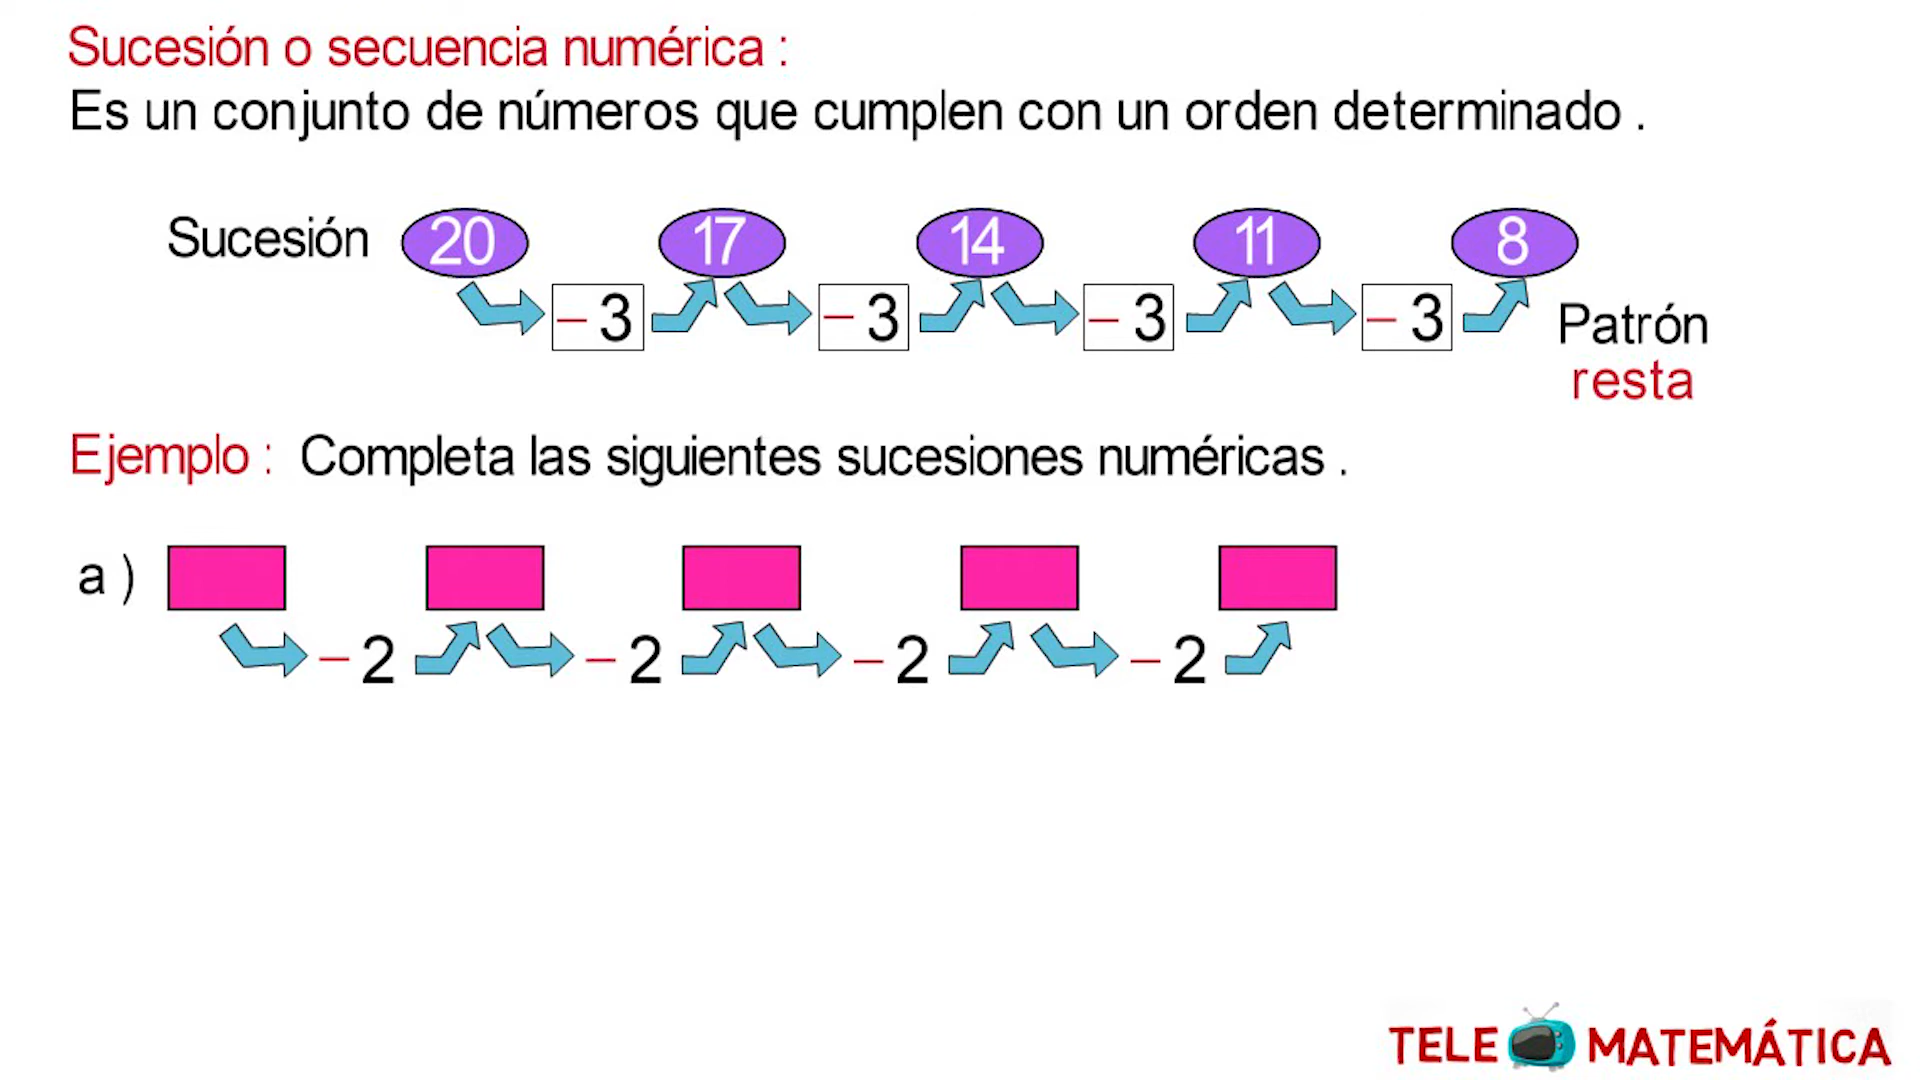 Sucesión o secuencia numérica :
Es un conjunto de números que cumplen con un orden determinado .
Sucesión 20 17 14 11 8
– 3 – 3 – 3 – 3 Patrón
resta
Ejemplo : Completa las siguientes sucesiones numéricas .
a )
– 2 – 2 – 2 – 2
TELE MATEMÁTICA